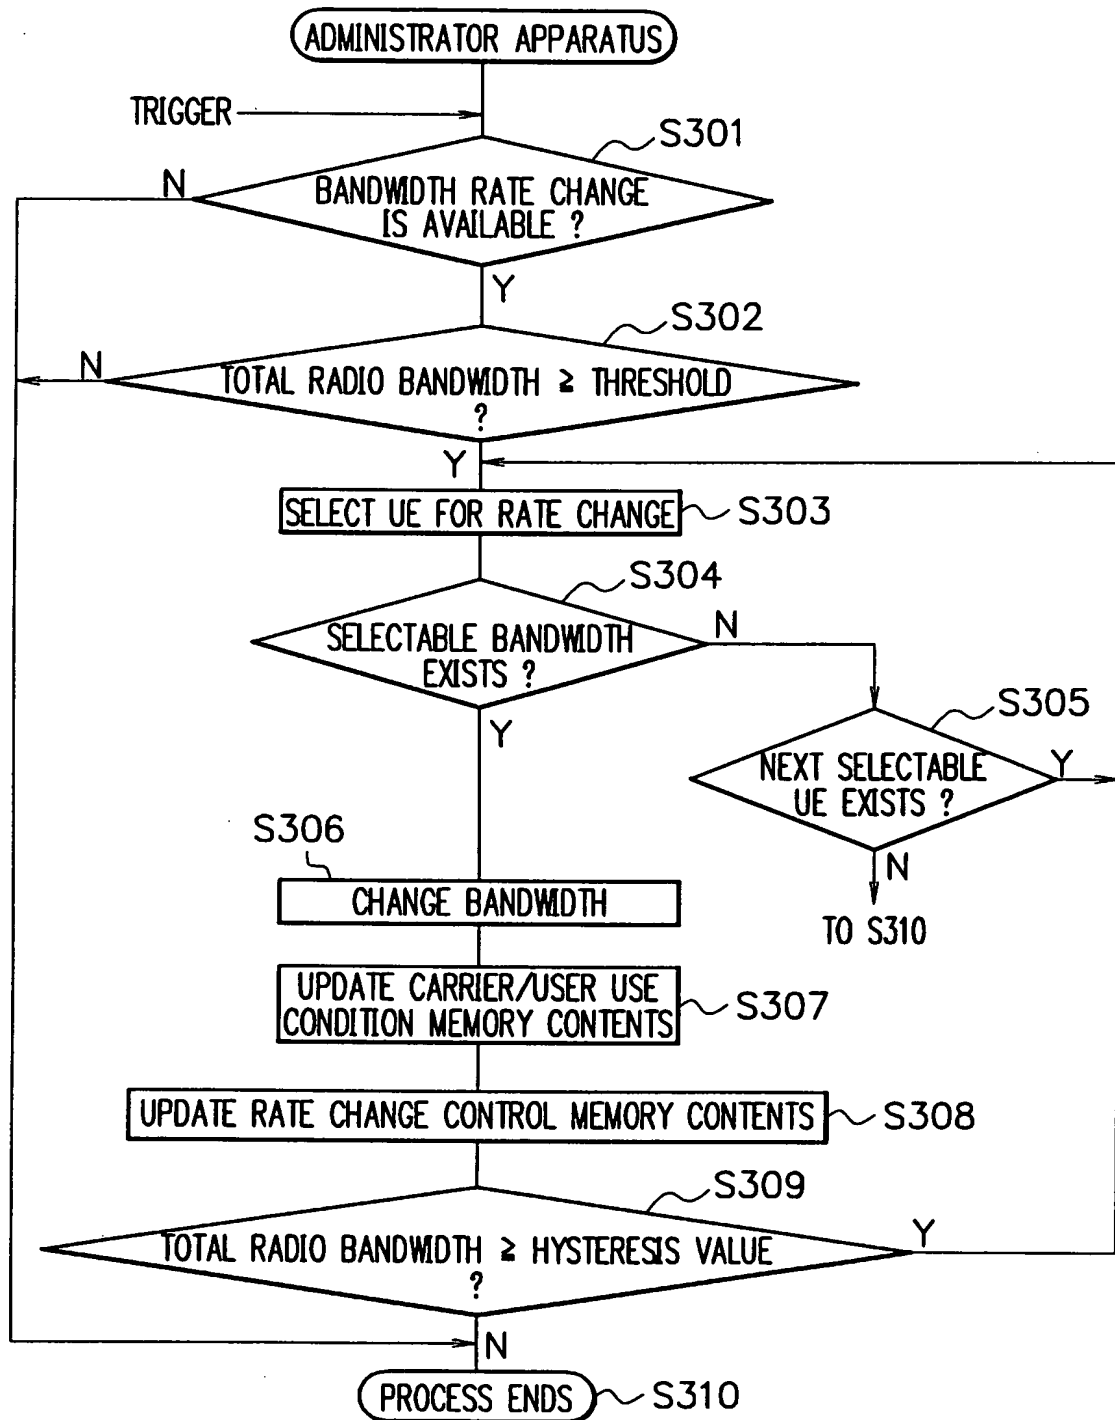 ADMINISTRATOR APPARATUS
TRIGGER
S301
N
BANDWIDTH RATE CHANGE
IS AVAILABLE ?
Y
S302
N
TOTAL RADIO BANDWIDTH ≧ THRESHOLD
?
Y
SELECT UE FOR RATE CHANGE
S303
S304
SELECTABLE BANDWIDTH
EXISTS ?
N
Y
S305
NEXT SELECTABLE
UE EXISTS ?
Y
N
TO S310
S306
CHANGE BANDWIDTH
UPDATE CARRIER/USER USE
CONDITION MEMORY CONTENTS
S307
UPDATE RATE CHANGE CONTROL MEMORY CONTENTS
S308
S309
TOTAL RADIO BANDWIDTH ≧ HYSTERESIS VALUE
?
Y
N
PROCESS ENDS
S310